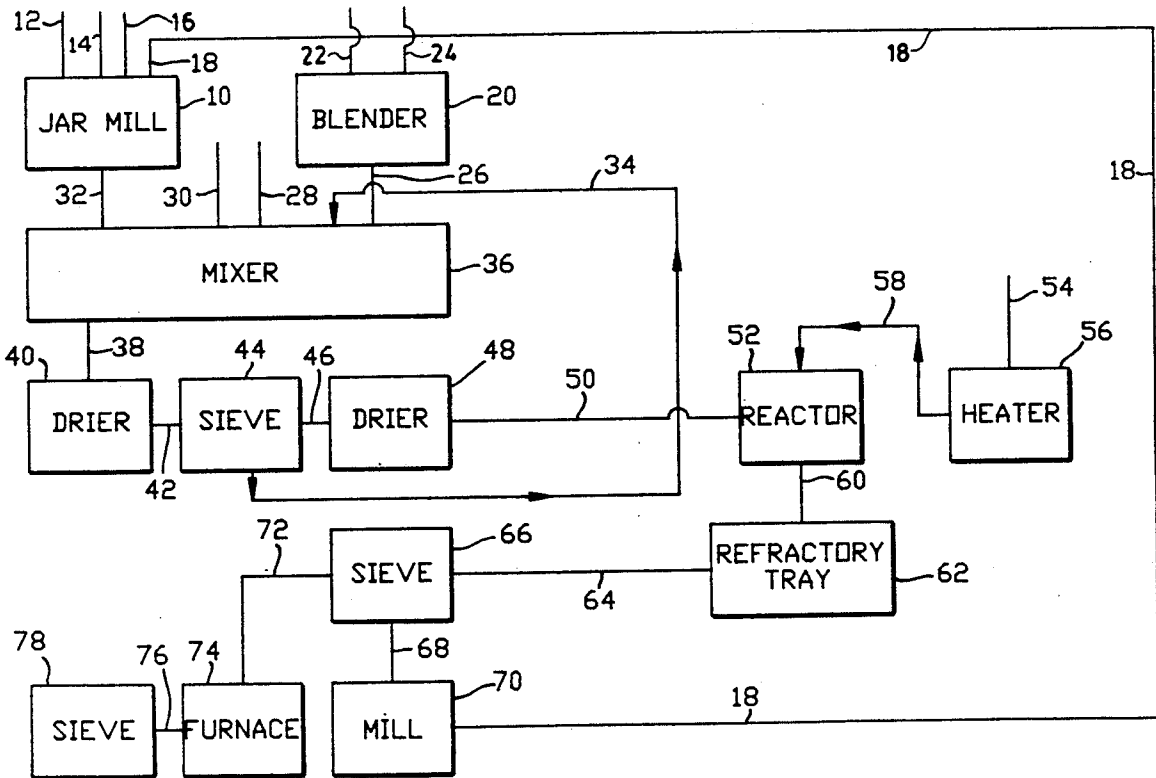 12
14
16
18
22
24
18
10
JAR MILL
BLENDER
20
18
32
30
28
26
34
MIXER
36
38
40
44
46
48
52
58
54
56
DRIER
SIEVE
DRIER
50
REACTOR
HEATER
42
60
72
66
SIEVE
64
REFRACTORY
TRAY
62
68
78
76
74
70
18
SIEVE
FURNACE
MİLL